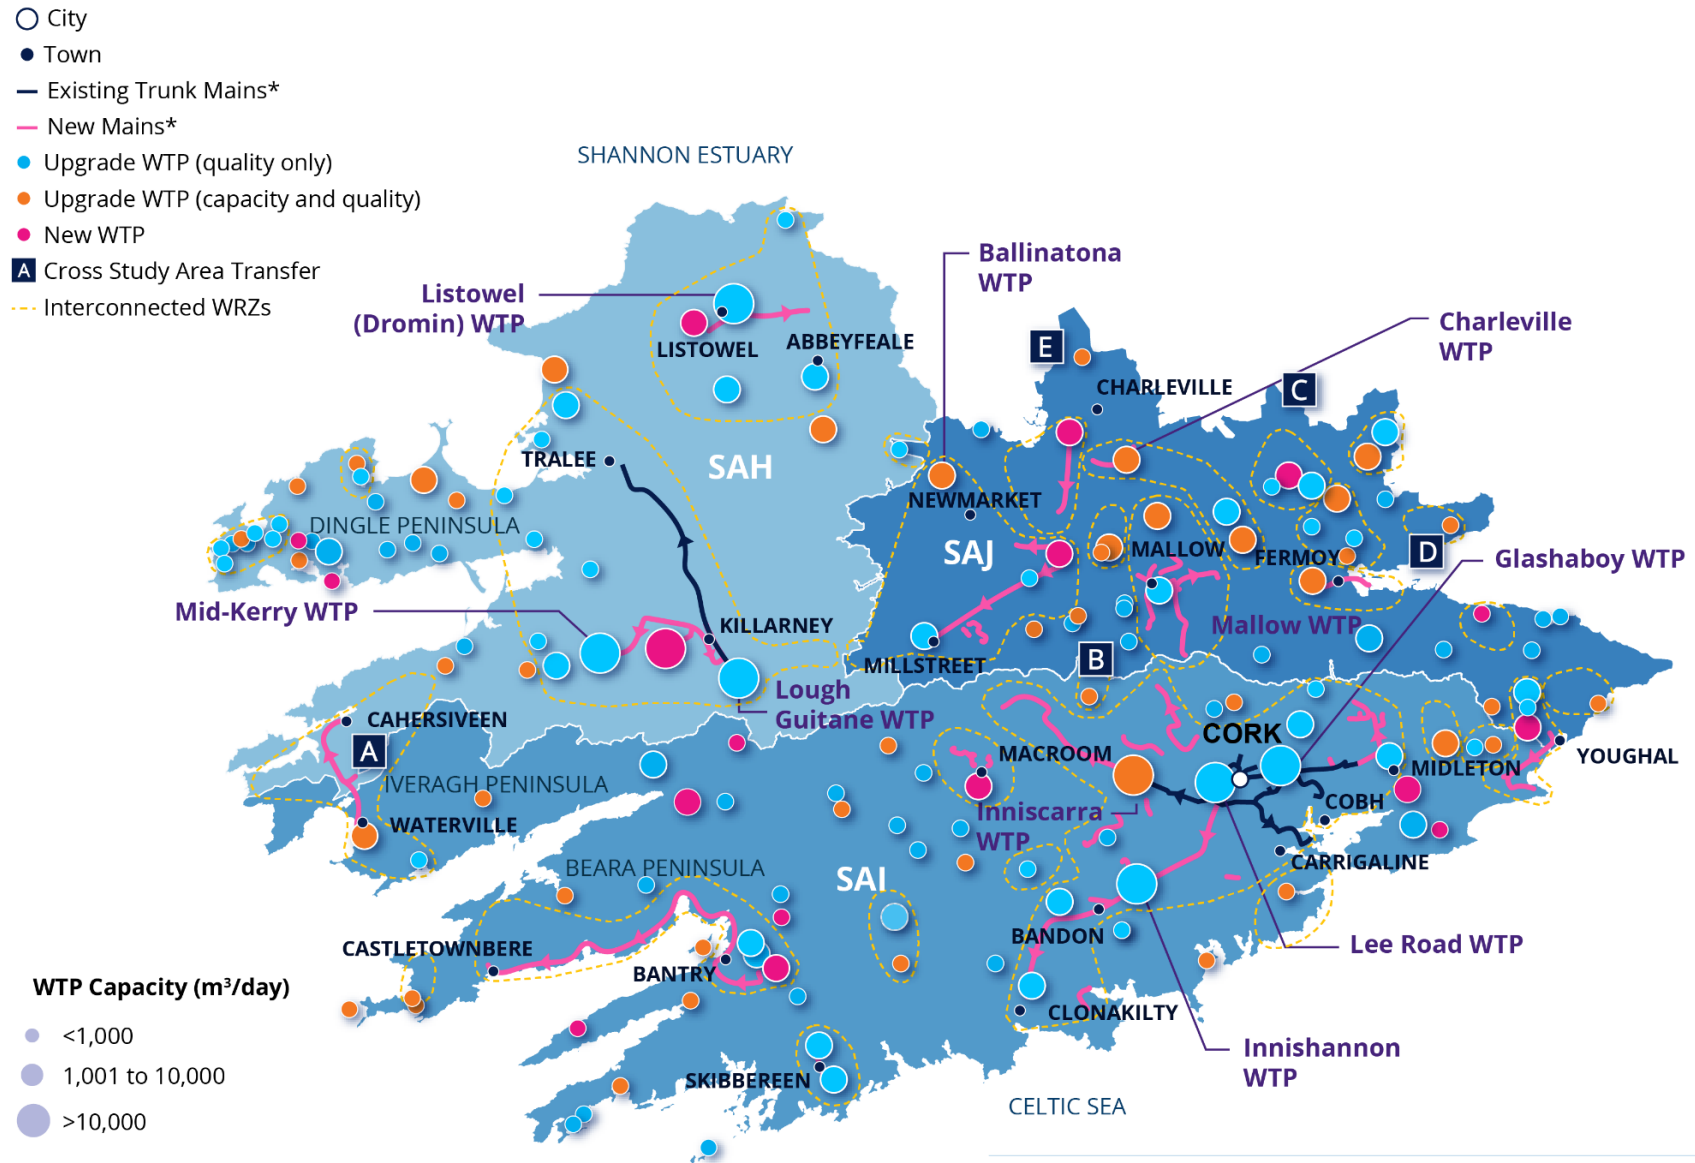 City
Town
Existing Trunk Mains*
New Mains*
Upgrade WTP (quality only)
Upgrade WTP (capacity and quality)
New WTP
A Cross Study Area Transfer
Interconnected WRZs
SHANNON ESTUARY
Ballinatona
WTP
Listowel
(Dromin) WTP
Charleville
WTP
LISTOWEL
ABBEYFEALE
E
CHARLEVILLE
C
TRALEE
SAH
NEWMARKET
DINGLE PENINSULA
SAJ
MALLOW
FERMOY
D
Glashaboy WTP
Mid-Kerry WTP
KILLARNEY
Mallow WTP
MILLSTREET
B
Lough
Guitane WTP
CAHERSIVEEN
A
CORK
MACROOM
YOUGHAL
MIDLETON
IVERAGH PENINSULA
COBH
Inniscarra
WTP
WATERVILLE
CARRIGALINE
BEARA PENINSULA
SAI
BANDON
Lee Road WTP
CASTLETOWNBERE
BANTRY
CLONAKILTY
Innishannon
WTP
SKIBBEREEN
CELTIC SEA
WTP Capacity (m³/day)
<1,000
1,001 to 10,000
>10,000